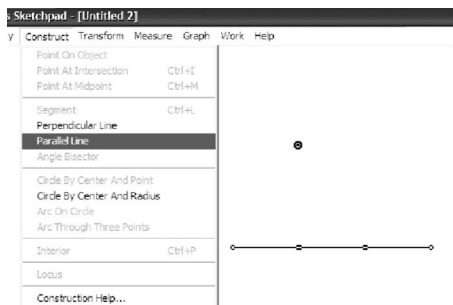 s Sketchpad - [Untitled 2]
y Construct Transform Measure Graph Work Help
Point On Object
Point At Intersection Ctrl+I
Point At Midpoint Ctrl+M
Segment Ctrl+L
Perpendicular Line
Parallel Line
Angle Bisector
Circle By Center And Point
Circle By Center And Radius
Arc On Circle
Arc Through Three Points
Interior Ctrl+P
Locus
Construction Help...